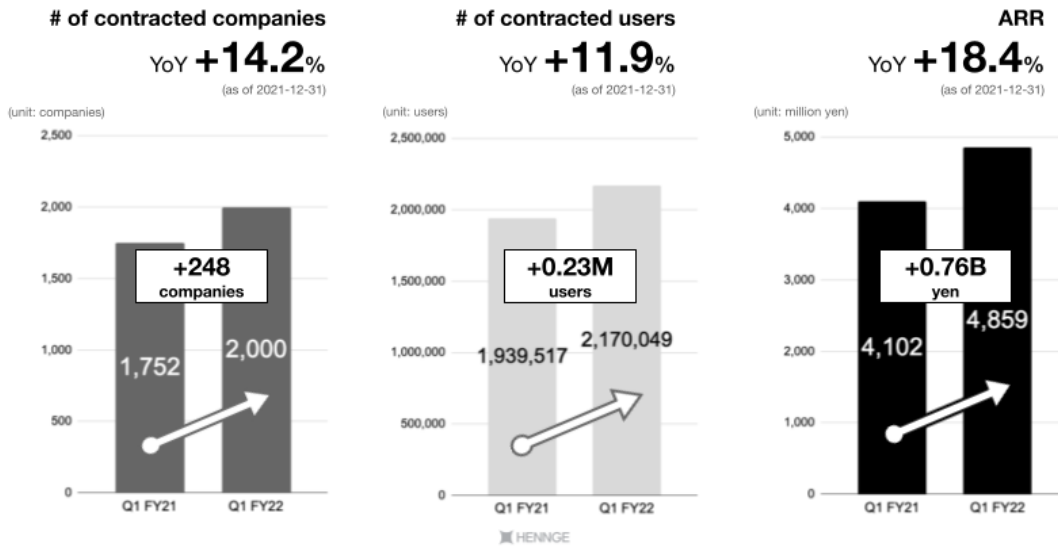 # of contracted companies
YoY +14.2%
(as of 2021-12-31)
(unit: companies)
2,500
2,000
1,500
1,000
500
0
+248
companies
1,752
2,000
Q1 FY21
Q1 FY22
# of contracted users
YoY +11.9%
(as of 2021-12-31)
(unit: users)
2,500,000
2,000,000
1,500,000
1,000,000
500,000
0
+0.23M
users
1,939,517
2,170,049
Q1 FY21
Q1 FY22
ARR
YoY +18.4%
(as of 2021-12-31)
(unit: million yen)
5,000
4,000
3,000
2,000
1,000
0
+0.76B
yen
4,102
4,859
Q1 FY21
Q1 FY22
HENNGE